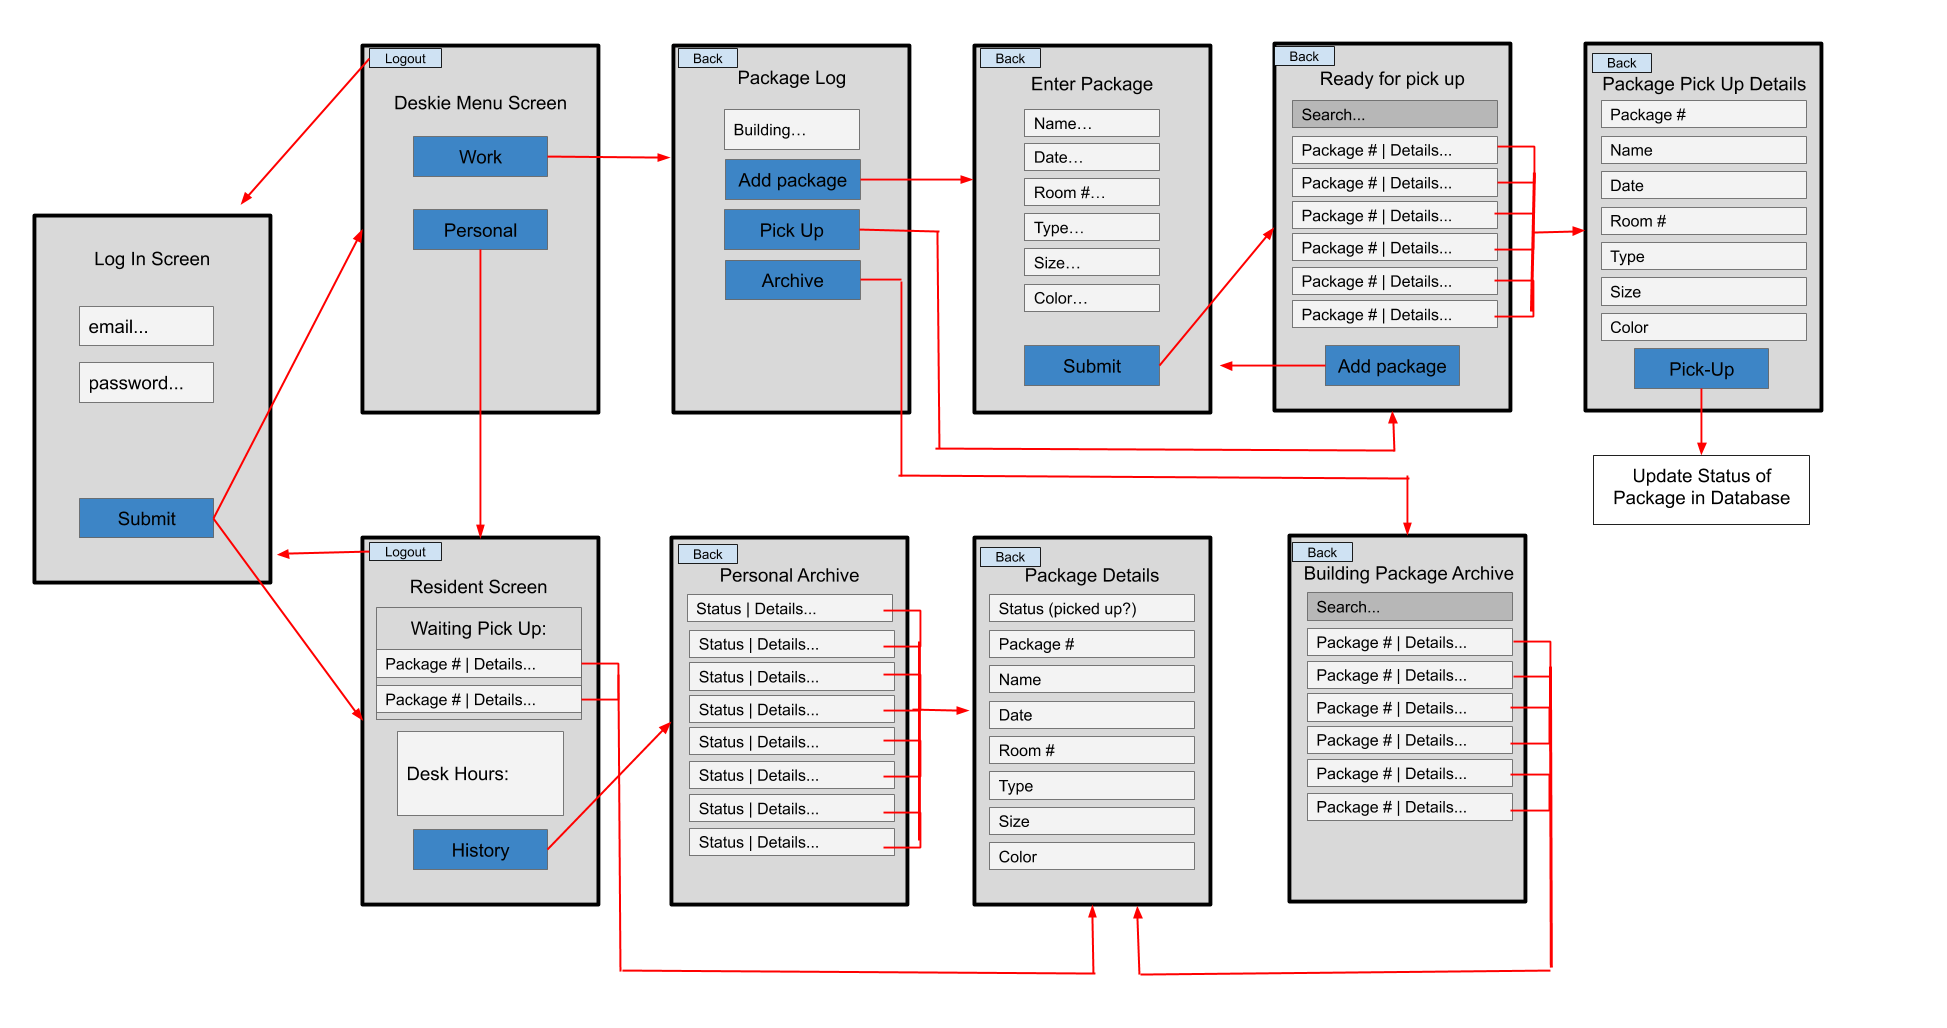 Log In Screen
email...
password...
Submit
Logout
Deskie Menu Screen
Work
Personal
Back
Package Log
Building...
Add package
Pick Up
Archive
Back
Enter Package
Name...
Date...
Room #...
Type...
Size...
Color...
Submit
Back
Ready for pick up
Search...
Package # | Details...
Package # | Details...
Package # | Details...
Package # | Details...
Package # | Details...
Package # | Details...
Add package
Back
Package Pick Up Details
Package #
Name
Date
Room #
Type
Size
Color
Pick-Up
Update Status of
Package in Database
Logout
Resident Screen
Waiting Pick Up:
Package # | Details...
Package # | Details...
Desk Hours:
History
Back
Personal Archive
Status | Details...
Status | Details...
Status | Details...
Status | Details...
Status | Details...
Status | Details...
Status | Details...
Status | Details...
Back
Package Details
Status (picked up?)
Package #
Name
Date
Room #
Type
Size
Color
Back
Building Package Archive
Search...
Package # | Details...
Package # | Details...
Package # | Details...
Package # | Details...
Package # | Details...
Package # | Details...